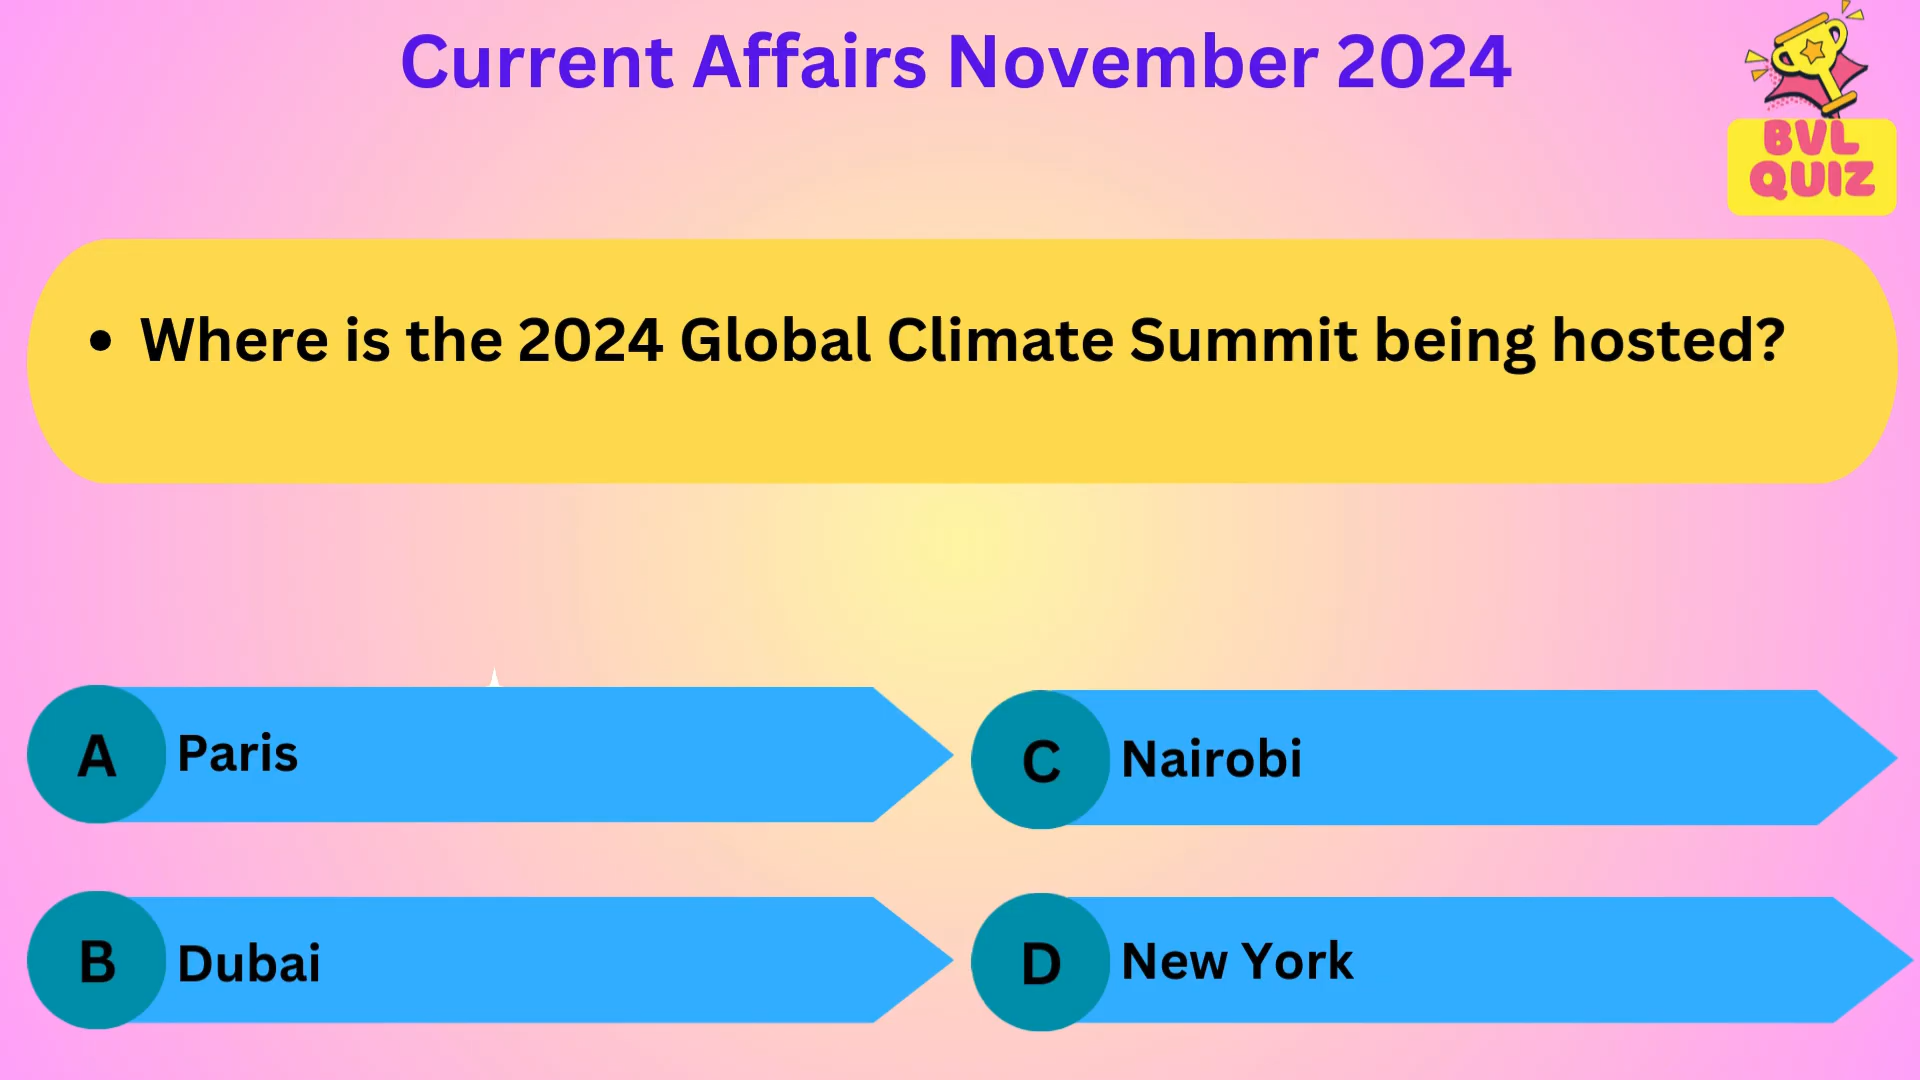 Current Affairs November 2024
BVL
QUIZ
• Where is the 2024 Global Climate Summit being hosted?
A Paris
C Nairobi
B Dubai
D New York